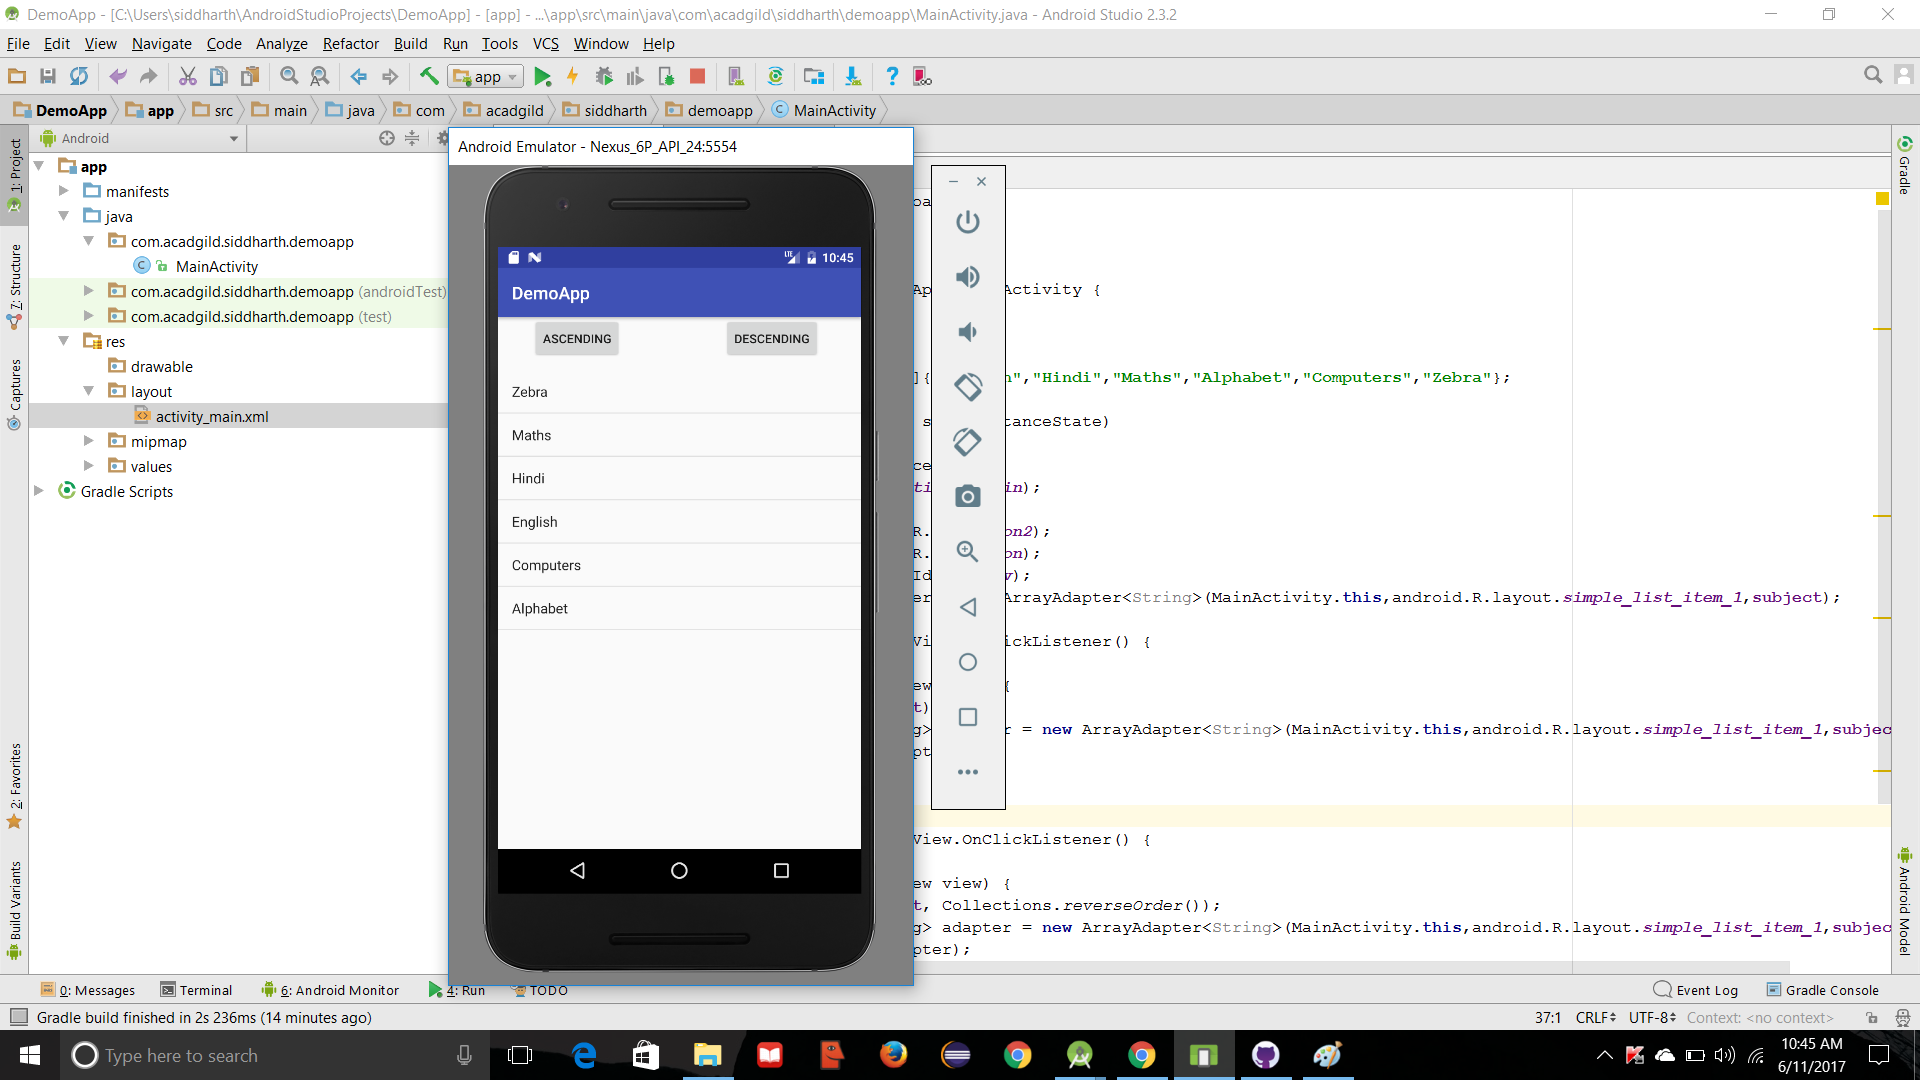 DemoApp - [C:\Users\siddharth\AndroidStudioProjects\DemoApp] - [app] - ...\app\src\main\java\com\acadgild\siddharth\demoapp\MainActivity.java - Android Studio 2.3.2
File Edit View Navigate Code Analyze Refactor Build Run Tools VCS Window Help
app
DemoApp app src main java com acadgild siddharth demoapp MainActivity
Android
1: Project
7: Structure
Captures
2: Favorites
Build Variants
app
manifests
java
com.acadgild.siddharth.demoapp
MainActivity
com.acadgild.siddharth.demoapp (androidTest)
com.acadgild.siddharth.demoapp (test)
res
drawable
layout
activity_main.xml
mipmap
values
Gradle Scripts
Android Emulator - Nexus_6P_API_24:5554
LTE 10:45
DemoApp
ASCENDING DESCENDING
Zebra
Maths
Hindi
English
Computers
Alphabet
Activity {
]{ ","Hindi","Maths","Alphabet","Computers","Zebra"};
s tanceState)
ce
ti in);
R. on2);
R. on);
Id v);
er ArrayAdapter<String>(MainActivity.this,android.R.layout.simple_list_item_1,subject);
Vi ickListener() {
ew {
t)
g> r = new ArrayAdapter<String>(MainActivity.this,android.R.layout.simple_list_item_1,subjec
pt
View.OnClickListener() {
ew view) {
t, Collections.reverseOrder());
g> adapter = new ArrayAdapter<String>(MainActivity.this,android.R.layout.simple_list_item_1,subjec
pter);
Gradle
Android Model
0: Messages Terminal 6: Android Monitor 4: Run TODO Event Log Gradle Console
Gradle build finished in 2s 236ms (14 minutes ago) 37:1 CRLF UTF-8 Context: <no context>
Type here to search
10:45 AM
6/11/2017